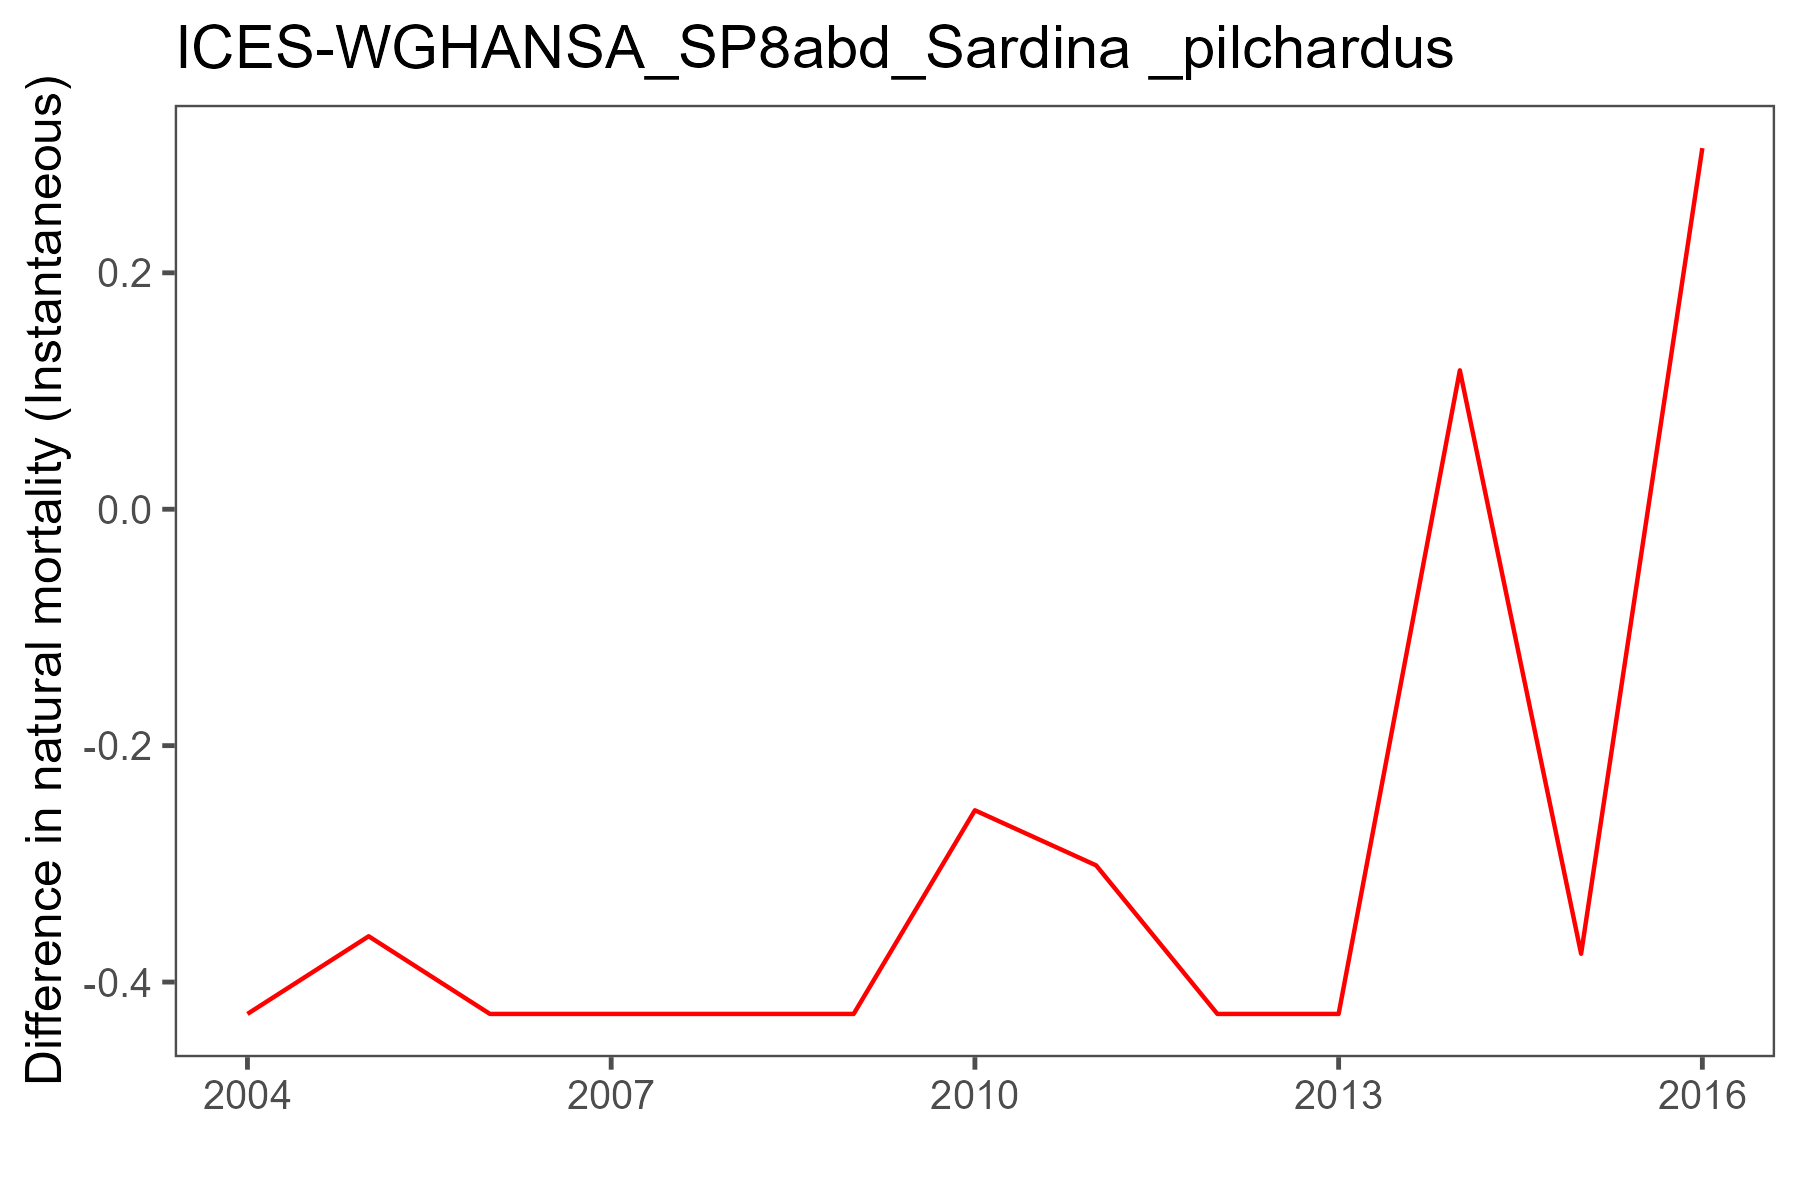 ICES-WGHANSA_SP8abd_Sardina _pilchardus
Difference in natural mortality (Instantaneous)
0.2
0.0
-0.2
-0.4
2004 2007 2010 2013 2016